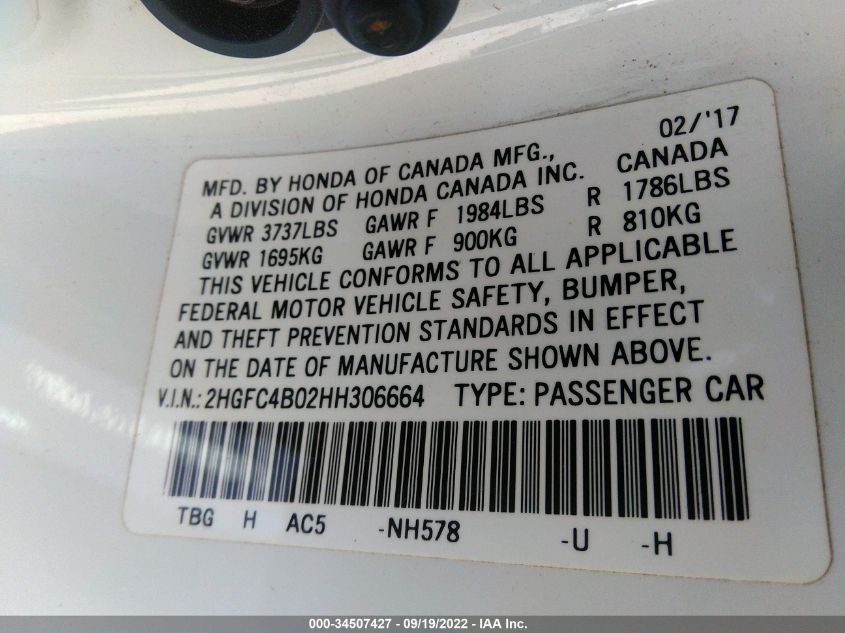 02/'17
MFD. BY HONDA OF CANADA MFG., CANADA
A DIVISION OF HONDA CANADA INC.
GVWR 3737LBS GAWR F 1984LBS R 1786LBS
GVWR 1695KG GAWR F 900KG R 810KG
THIS VEHICLE CONFORMS TO ALL APPLICABLE
FEDERAL MOTOR VEHICLE SAFETY, BUMPER,
AND THEFT PREVENTION STANDARDS IN EFFECT
ON THE DATE OF MANUFACTURE SHOWN ABOVE.
V.I.N.: 2HGFC4B02HH306664 TYPE: PASSENGER CAR
TBG H AC5 -NH578 -U -H
000-34507427 - 09/19/2022 - IAA Inc.